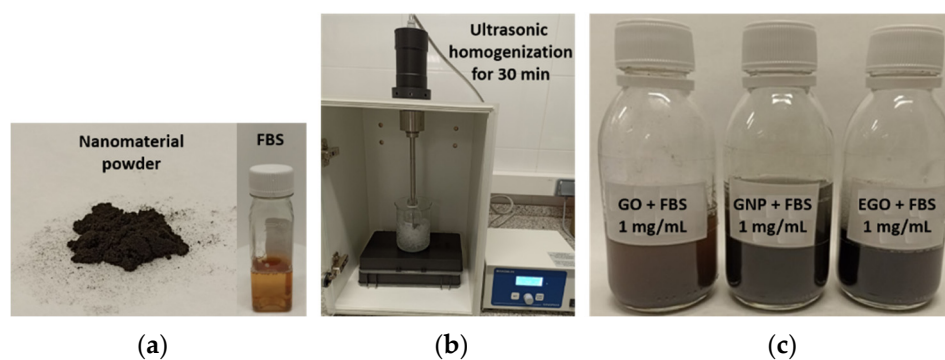 Nanomaterial
powder
FBS
Ultrasonic
homogenization
for 30 min
GO + FBS
1 mg/mL
GNP + FBS
1 mg/mL
EGO + FBS
1 mg/mL
(a)
(b)
(c)